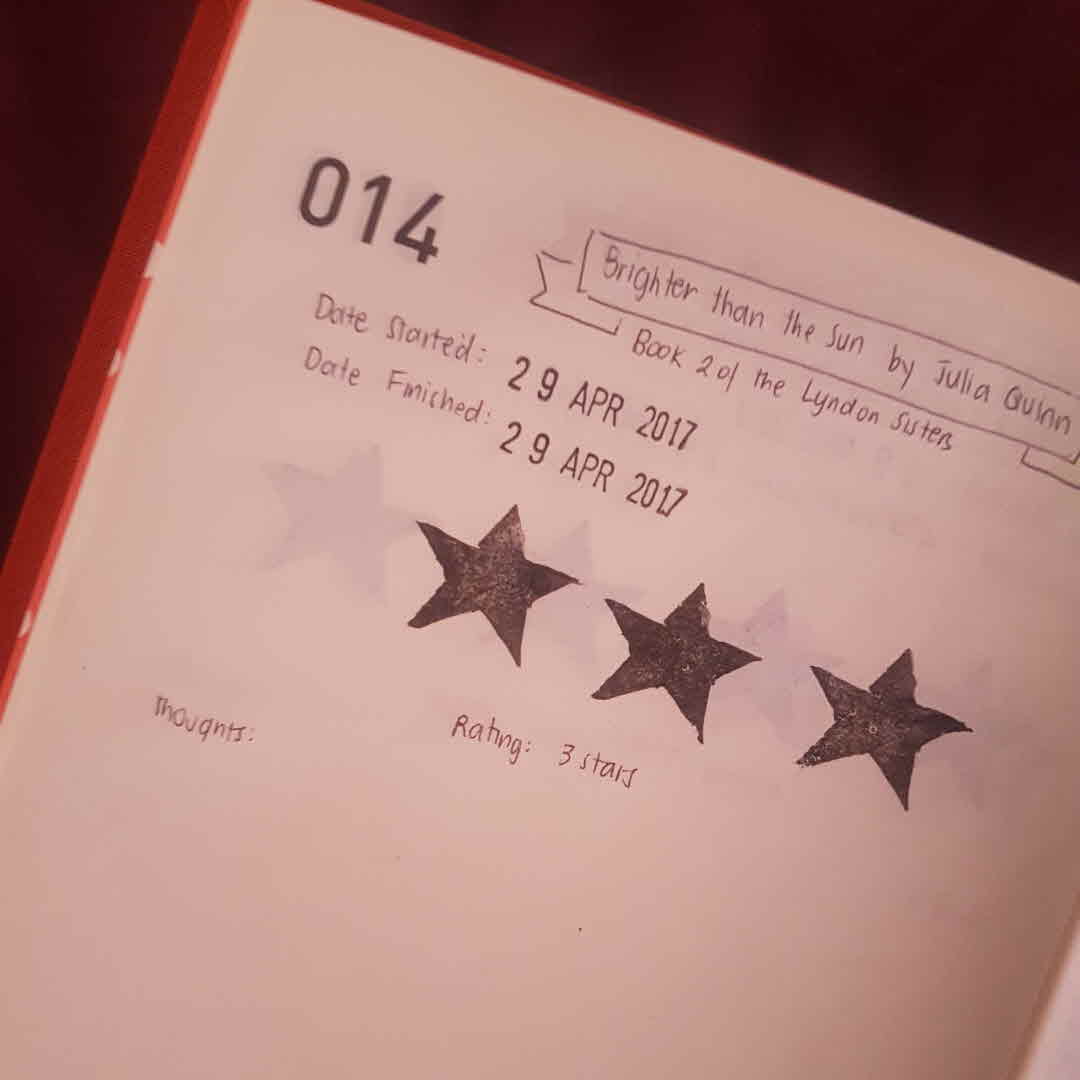 014
Brighter than the Sun by Julia Quinn
Book 2 of the Lyndon Sisters
Date Started: 29 APR 2017
Date Finished: 29 APR 2017
Thoughts:
Rating: 3 stars